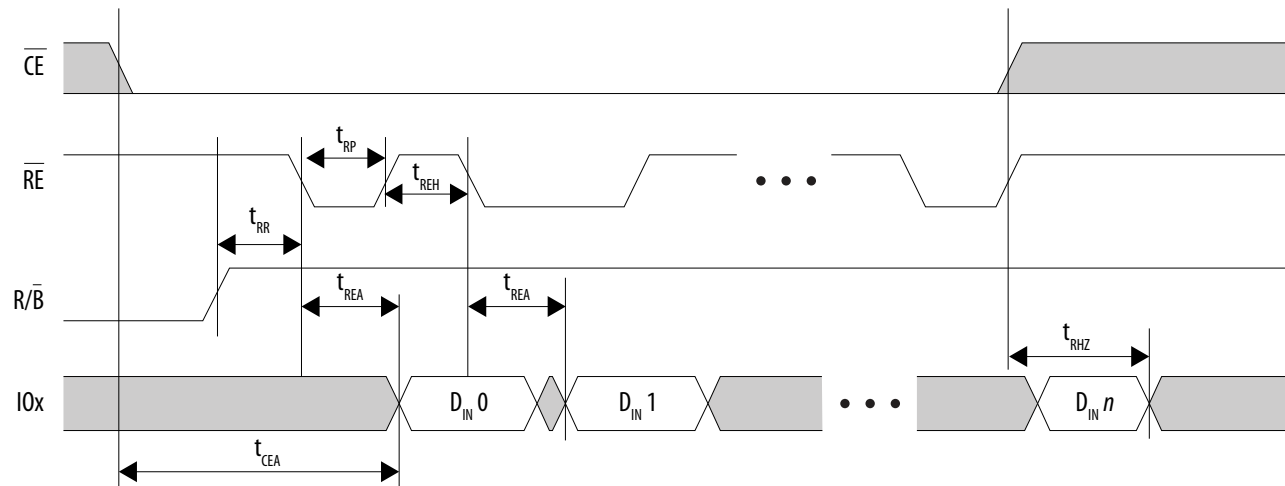 CE
tRP
RE
tREH
• • •
tRR
R/B̅
tREA
tREA
tRHZ
IOx
DIN 0
DIN 1
• • •
DIN n
tCEA